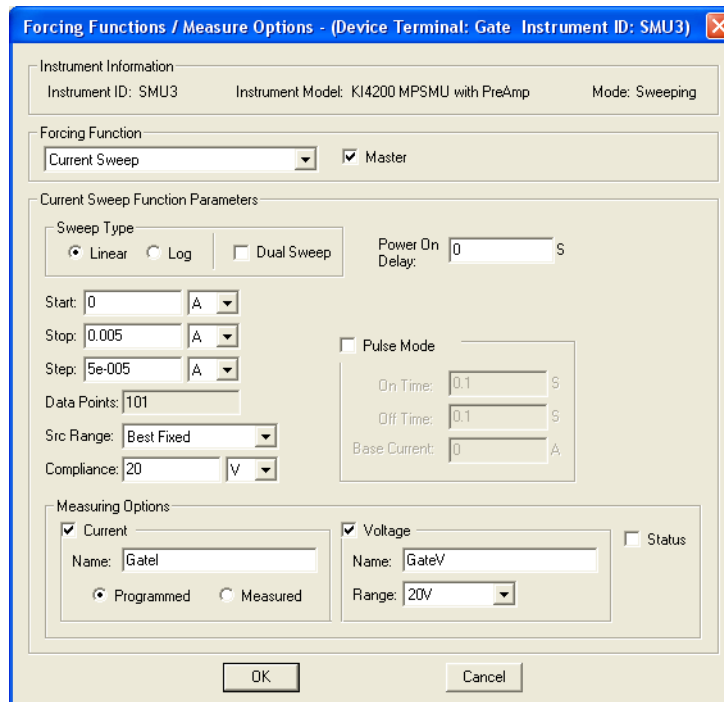 Forcing Functions / Measure Options - (Device Terminal: Gate Instrument ID: SMU3)
Instrument Information
Instrument ID: SMU3 Instrument Model: KI4200 MPSMU with PreAmp Mode: Sweeping
Forcing Function
Current Sweep Master
Current Sweep Function Parameters
Sweep Type
Linear Log Dual Sweep
Power On Delay: 0 S
Start: 0 A
Stop: 0.005 A
Step: 5e-005 A
Data Points: 101
Src Range: Best Fixed
Compliance: 20 V
Pulse Mode
On Time: 0.1 S
Off Time: 0.1 S
Base Current: 0 A
Measuring Options
Current
Name: GateI
Programmed Measured
Voltage
Name: GateV
Range: 20V
Status
OK Cancel